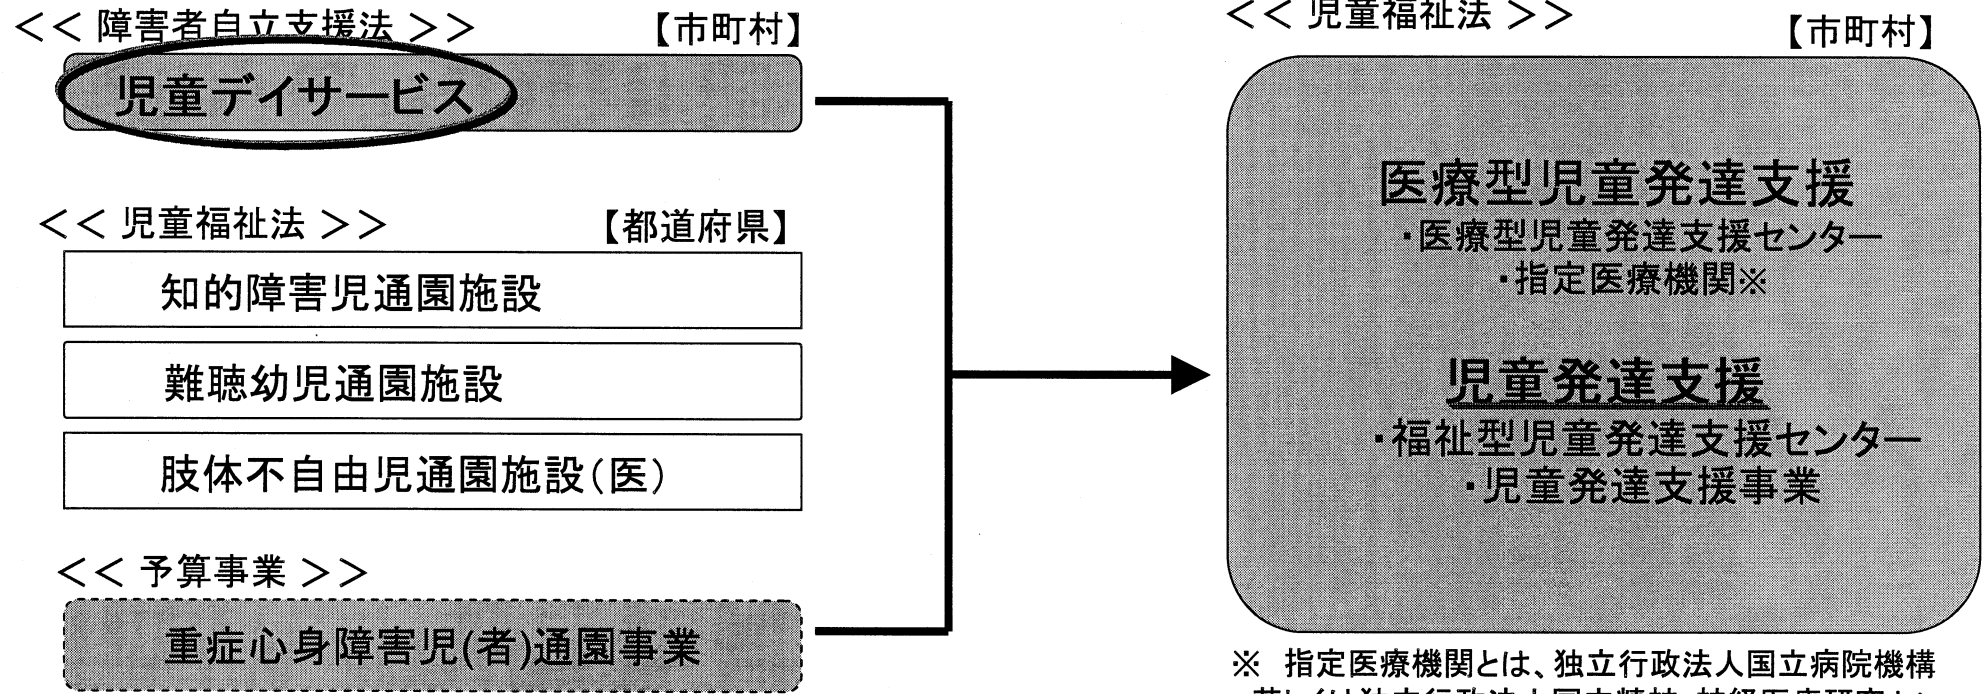 << 障害者自立支援法 >>
【市町村】
児童デイサービス
<< 児童福祉法 >>
【都道府県】
知的障害児通園施設
難聴幼児通園施設
肢体不自由児通園施設(医)
<< 予算事業 >>
重症心身障害児(者)通園事業
<< 児童福祉法 >>
【市町村】
医療型児童発達支援
・医療型児童発達支援センター
・指定医療機関※
児童発達支援
・福祉型児童発達支援センター
・児童発達支援事業
※ 指定医療機関とは、独立行政法人国立病院機構